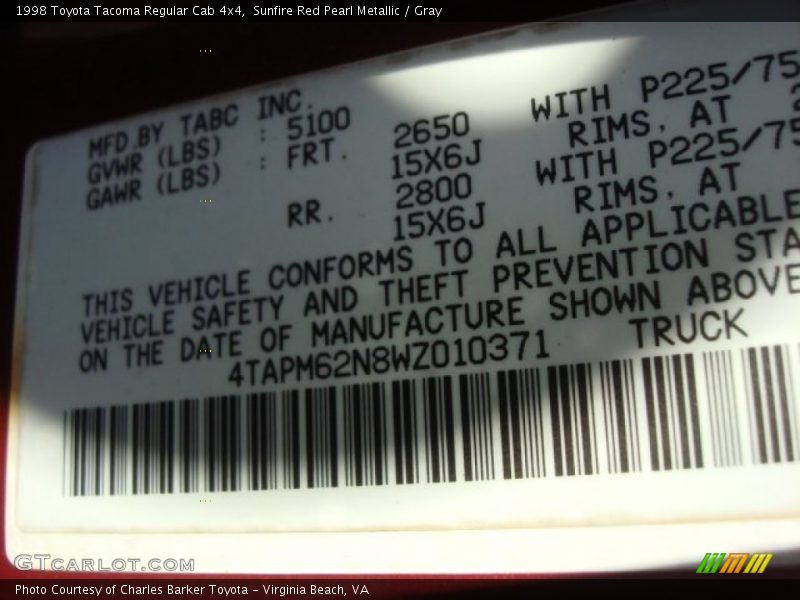 1998 Toyota Tacoma Regular Cab 4x4, Sunfire Red Pearl Metallic / Gray
MFD.BY TABC INC.
GVWR (LBS) : 5100
GAWR (LBS) : FRT. 2650 WITH P225/75
15X6J RIMS, AT
RR. 2800 WITH P225/75
15X6J RIMS, AT
THIS VEHICLE CONFORMS TO ALL APPLICABLE
VEHICLE SAFETY AND THEFT PREVENTION STA
ON THE DATE OF MANUFACTURE SHOWN ABOVE
4TAPM62N8WZ010371 TRUCK
GTCARLOT.COM
Photo Courtesy of Charles Barker Toyota - Virginia Beach, VA